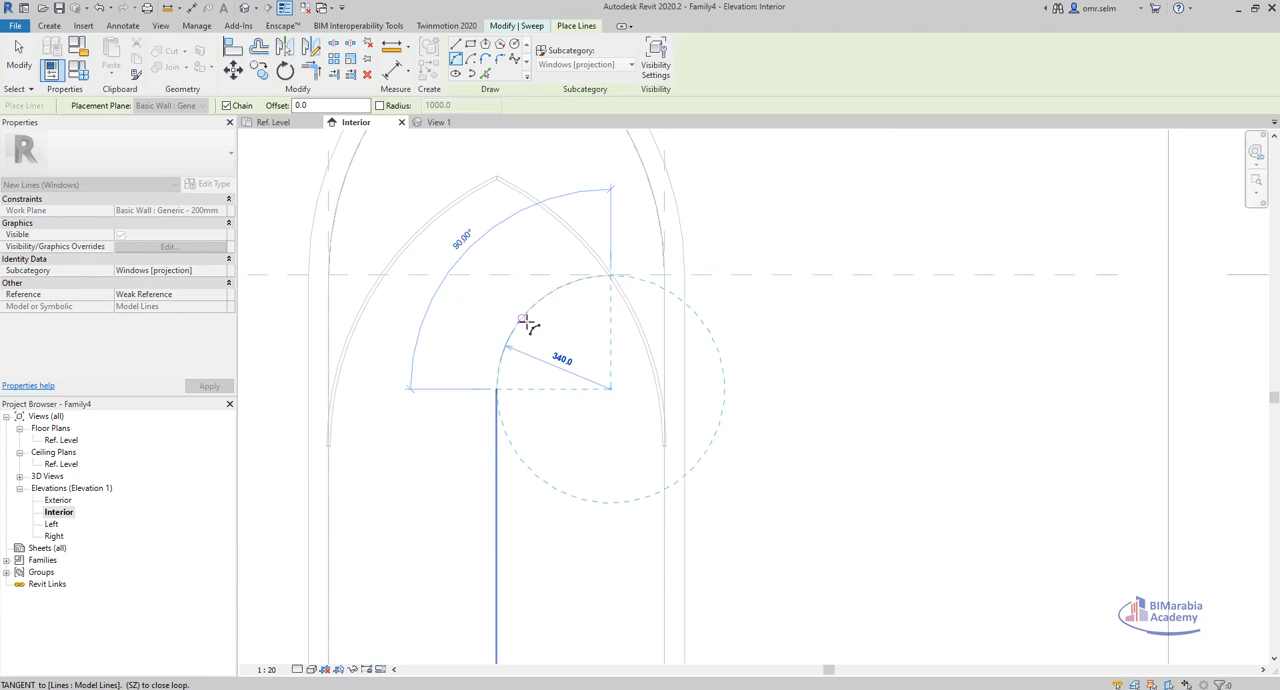 Autodesk Revit 2020.2 - Family4 - Elevation: Interior
omr.selm
File Create Insert Annotate View Manage Add-Ins Enscape™ BIM Interoperability Tools Twinmotion 2020 Modify | Sweep Place Lines
Modify
Paste
Cut
Join
Subcategory:
Windows [projection]
Visibility
Settings
Select Properties Clipboard Geometry Modify Measure Create Draw Subcategory Visibility
Place Lines Placement Plane: Basic Wall : Gene Chain Offset: 0.0 Radius: 1000.0
Properties
Ref. Level Interior View 1
New Lines (Windows) Edit Type
Constraints
Work Plane Basic Wall : Generic - 200mm
Graphics
Visible
Visibility/Graphics Overrides Edit...
Subcategory Windows [projection]
Identity Data
Other
Reference Weak Reference
Model or Symbolic Model Lines
90.00°
340.0
Properties help Apply
Project Browser - Family4
Views (all)
Floor Plans
Ref. Level
Ceiling Plans
Ref. Level
3D Views
Elevations (Elevation 1)
Exterior
Interior
Left
Right
Sheets (all)
Families
Groups
Revit Links
BIMarabia
Academy
1 : 20
TANGENT to [Lines : Model Lines]. (SZ) to close loop.
:0